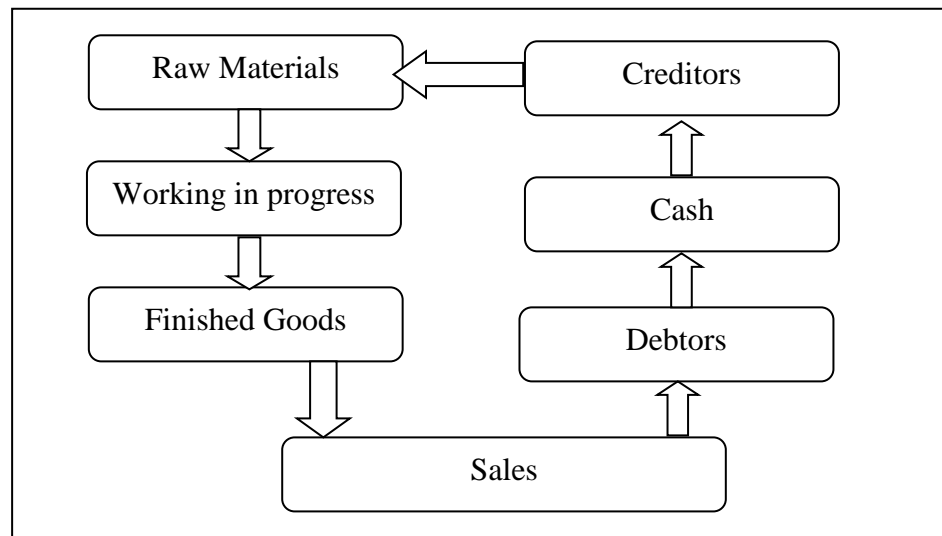 Raw Materials
Creditors
Working in progress
Cash
Finished Goods
Debtors
Sales